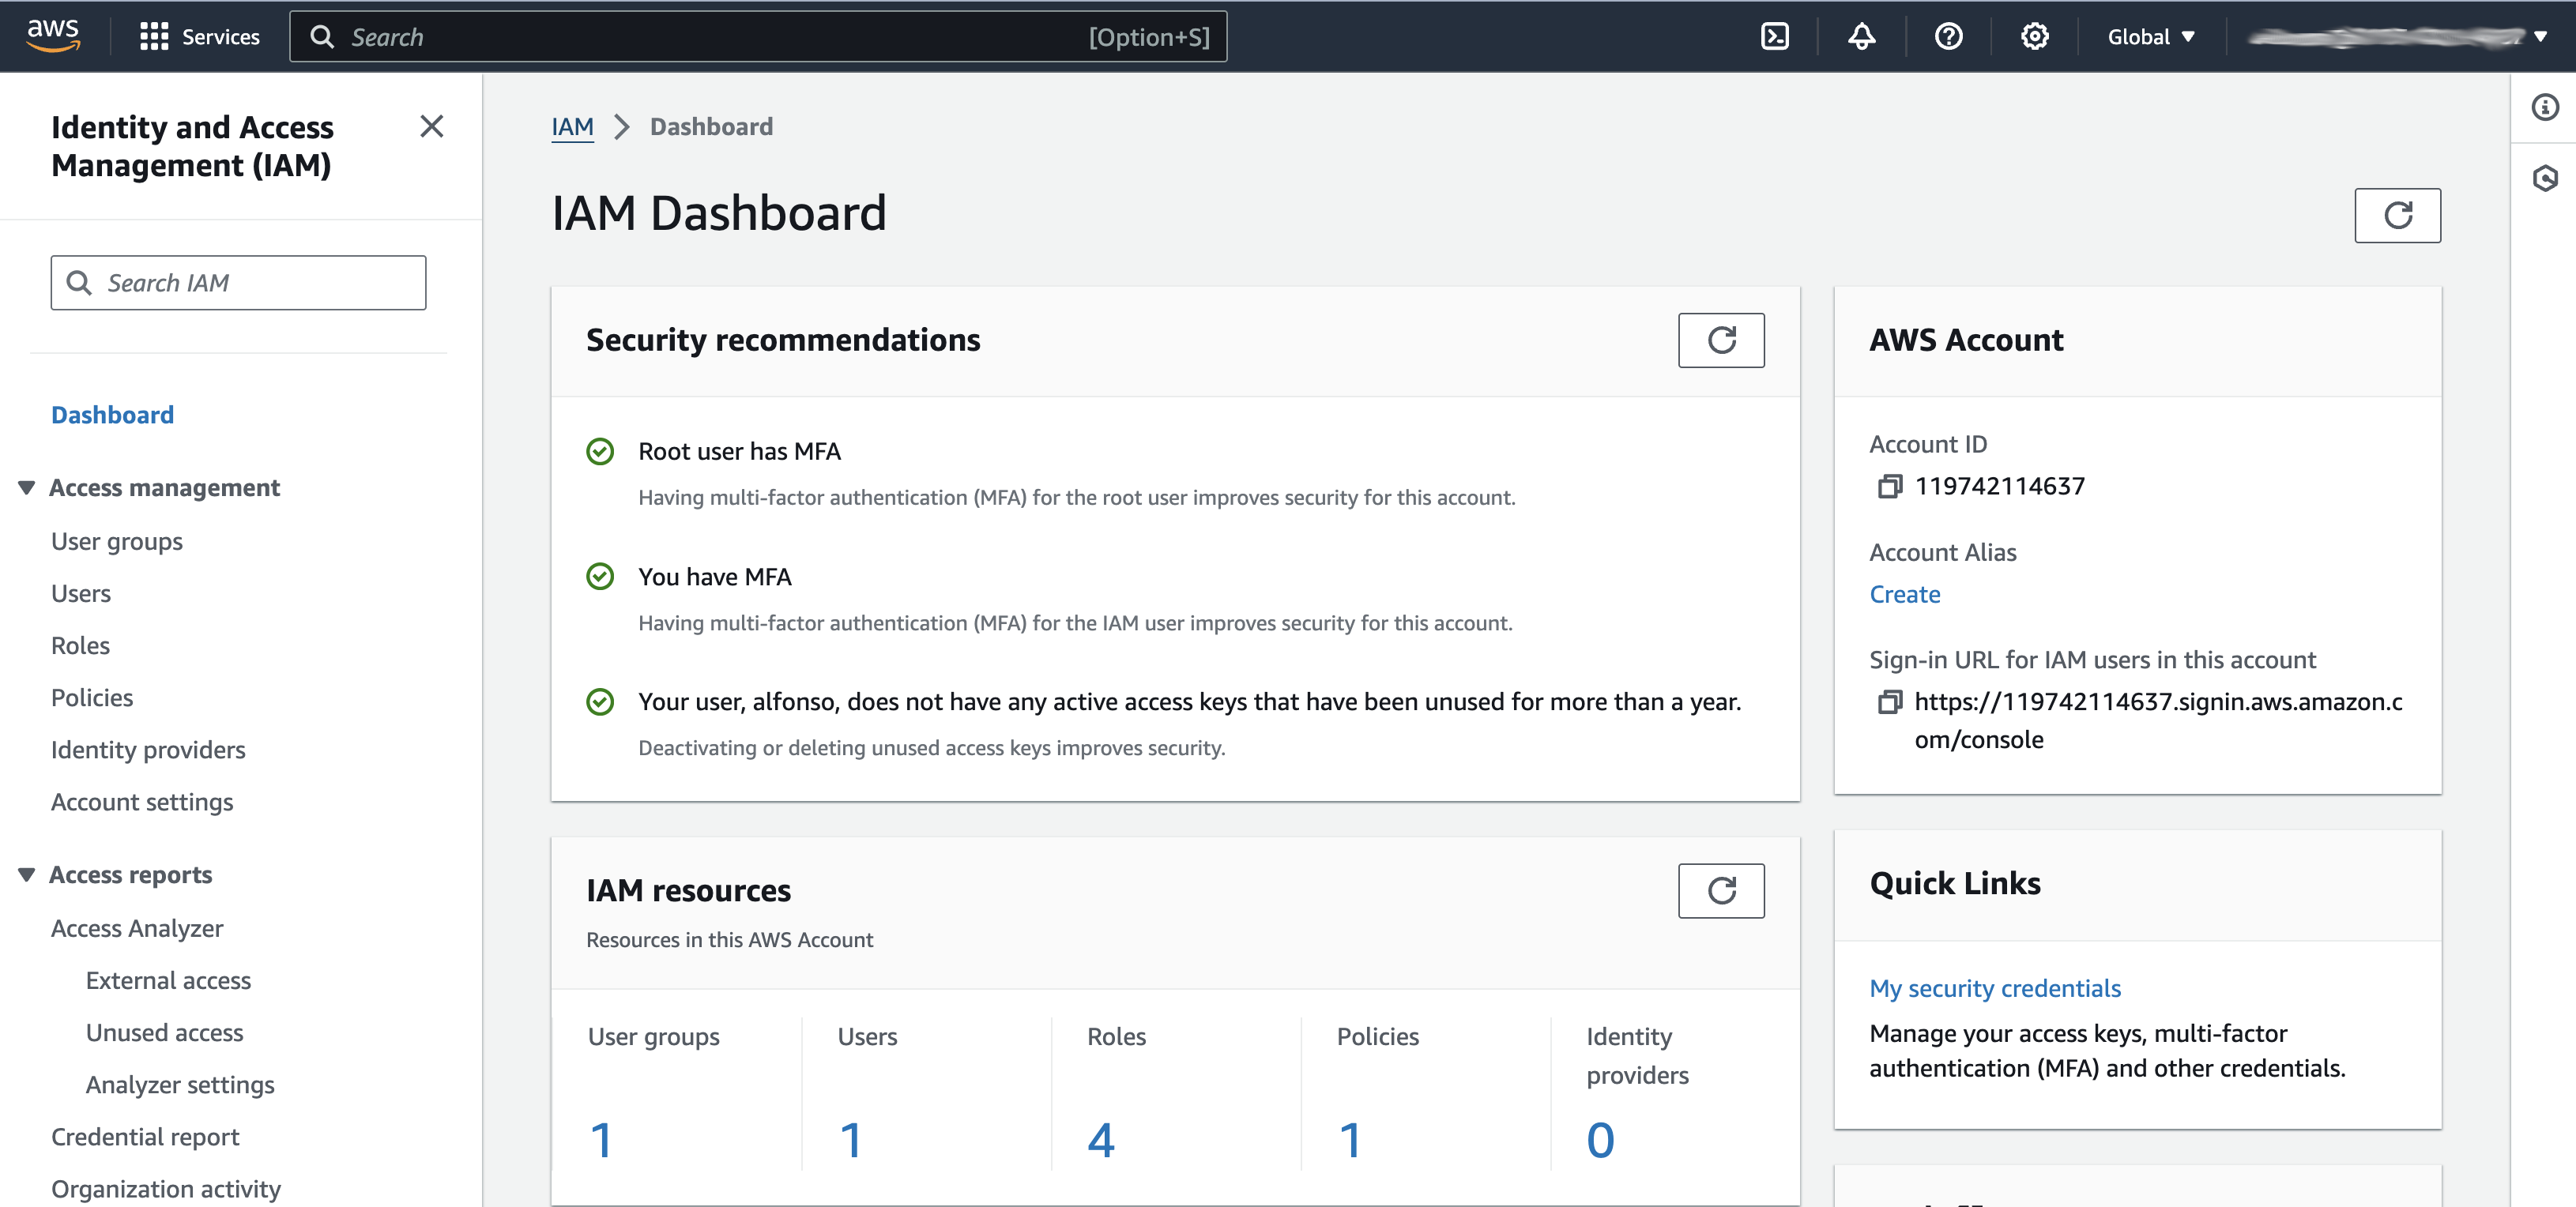 aws
Services
Search
[Option+S]
Global
Identity and Access
Management (IAM)
Search IAM
Dashboard
Access management
User groups
Users
Roles
Policies
Identity providers
Account settings
Access reports
Access Analyzer
External access
Unused access
Analyzer settings
Credential report
Organization activity
IAM
Dashboard
IAM Dashboard
Security recommendations
Root user has MFA
Having multi-factor authentication (MFA) for the root user improves security for this account.
You have MFA
Having multi-factor authentication (MFA) for the IAM user improves security for this account.
Your user, alfonso, does not have any active access keys that have been unused for more than a year.
Deactivating or deleting unused access keys improves security.
IAM resources
Resources in this AWS Account
User groups
1
Users
1
Roles
4
Policies
1
Identity
providers
0
AWS Account
Account ID
119742114637
Account Alias
Create
Sign-in URL for IAM users in this account
https://119742114637.signin.aws.amazon.c
om/console
Quick Links
My security credentials
Manage your access keys, multi-factor
authentication (MFA) and other credentials.